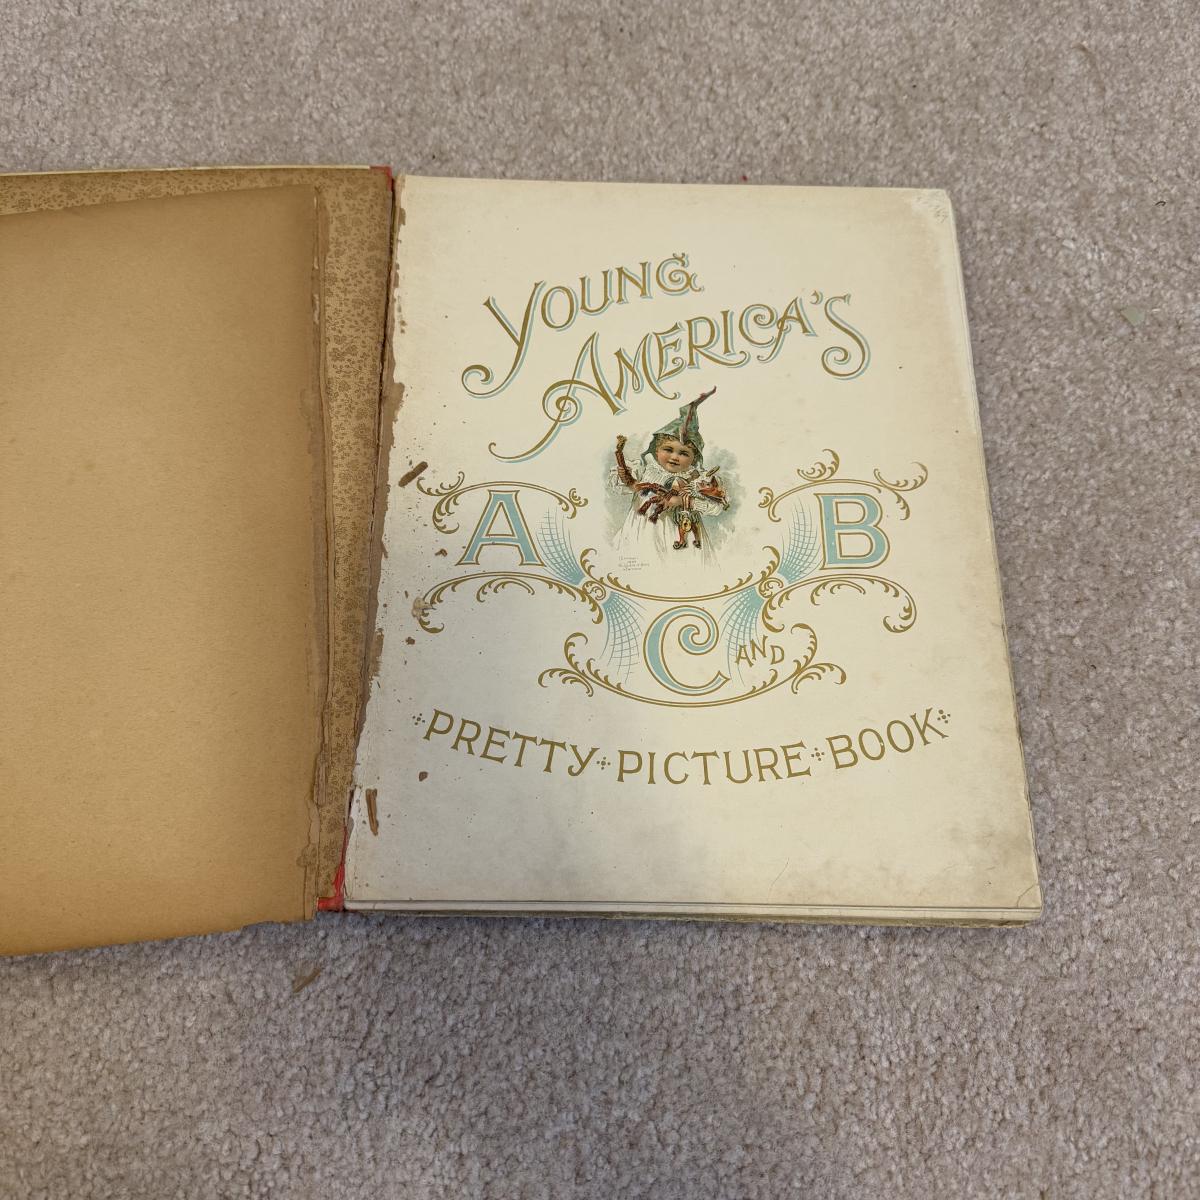 YOUNG
AMERICA'S
A B
C AND
PRETTY PICTURE BOOK